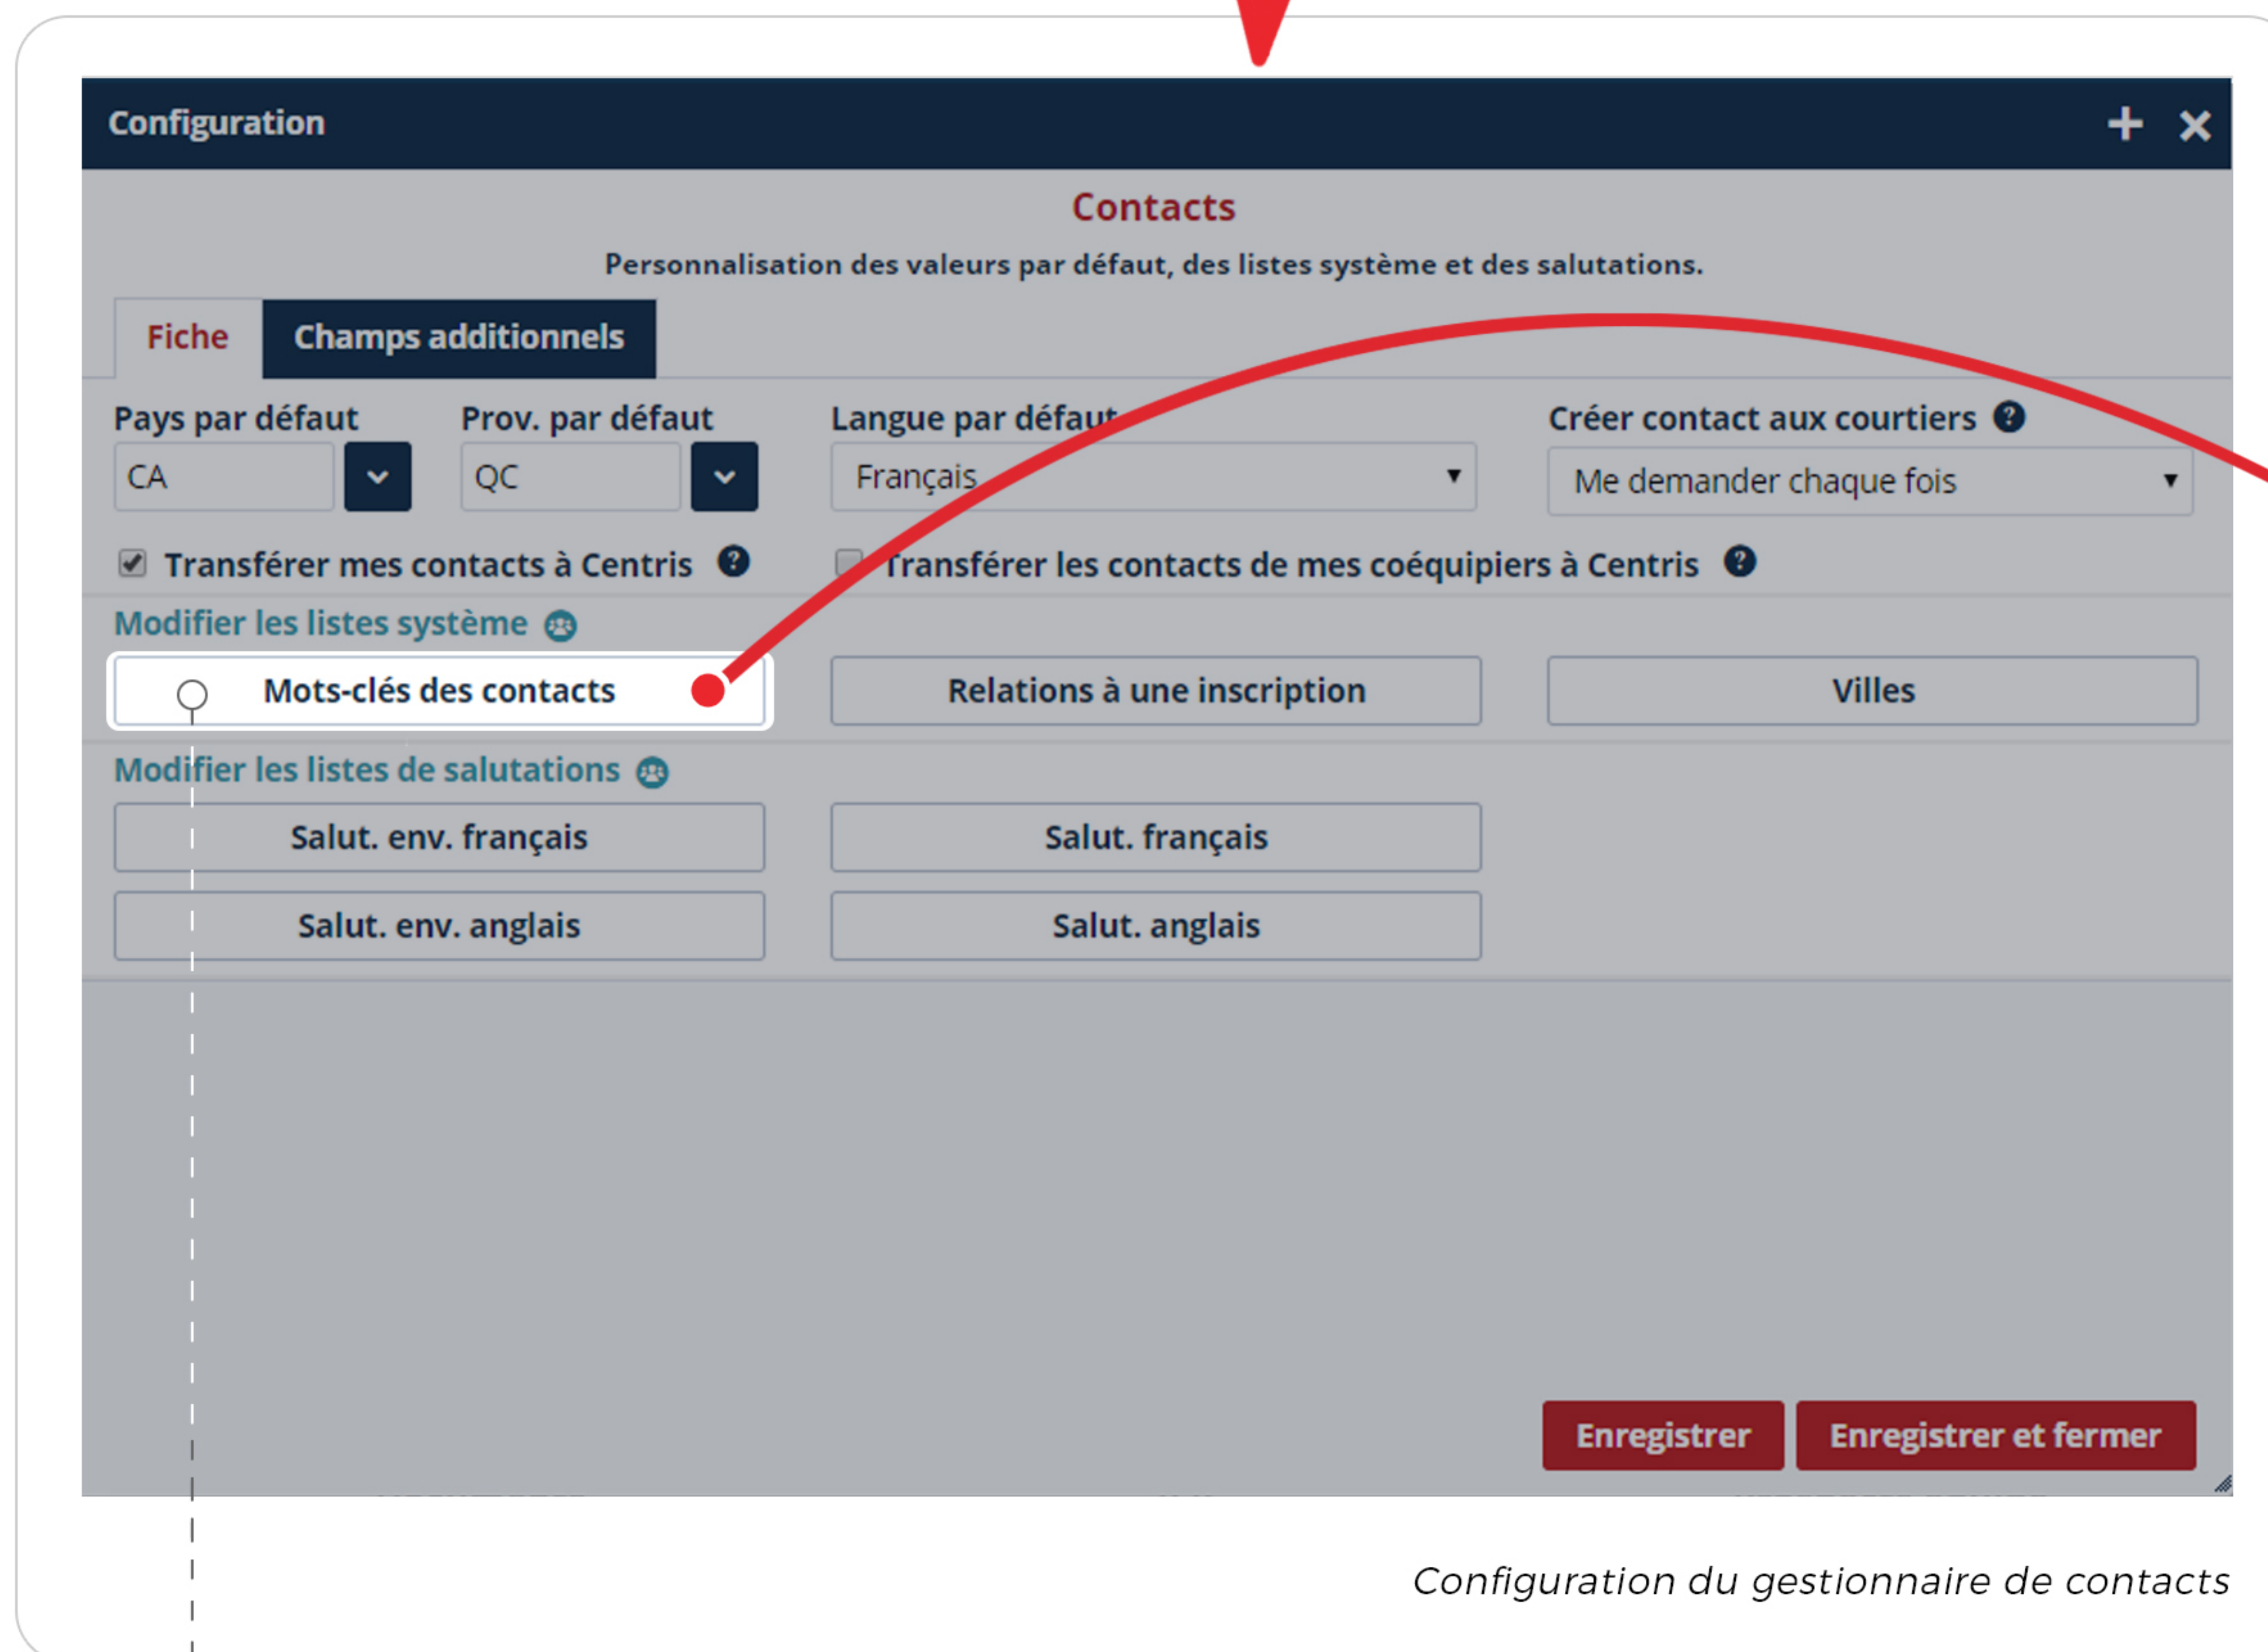 Configuration
Contacts
Personnalisation des valeurs par défaut, des listes système et des salutations.
Fiche Champs additionnels
Pays par défaut Prov. par défaut Langue par défaut Créer contact aux courtiers ?
CA QC Français Me demander chaque fois
Transférer mes contacts à Centris ? Transférer les contacts de mes coéquipiers à Centris ?
Modifier les listes système
Mots-clés des contacts Relations à une inscription Villes
Modifier les listes de salutations
Salut. env. français Salut. français
Salut. env. anglais Salut. anglais
Enregistrer Enregistrer et fermer
Configuration du gestionnaire de contacts